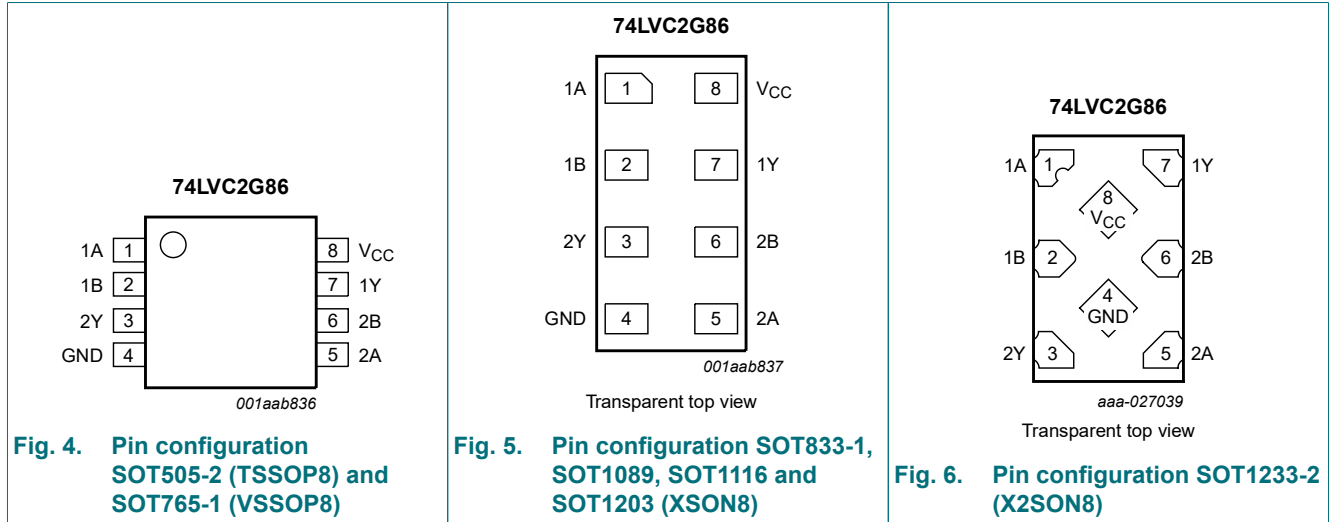 74LVC2G86
1A 1 8 VCC
1B 2 7 1Y
2Y 3 6 2B
GND 4 5 2A
001aab836
Fig. 4. Pin configuration
SOT505-2 (TSSOP8) and
SOT765-1 (VSSOP8)
74LVC2G86
1A 1 8 VCC
1B 2 7 1Y
2Y 3 6 2B
GND 4 5 2A
001aab837
Transparent top view
Fig. 5. Pin configuration SOT833-1,
SOT1089, SOT1116 and
SOT1203 (XSON8)
74LVC2G86
1A 1 7 1Y
8
VCC
1B 2 6 2B
4
GND
2Y 3 5 2A
aaa-027039
Transparent top view
Fig. 6. Pin configuration SOT1233-2
(X2SON8)